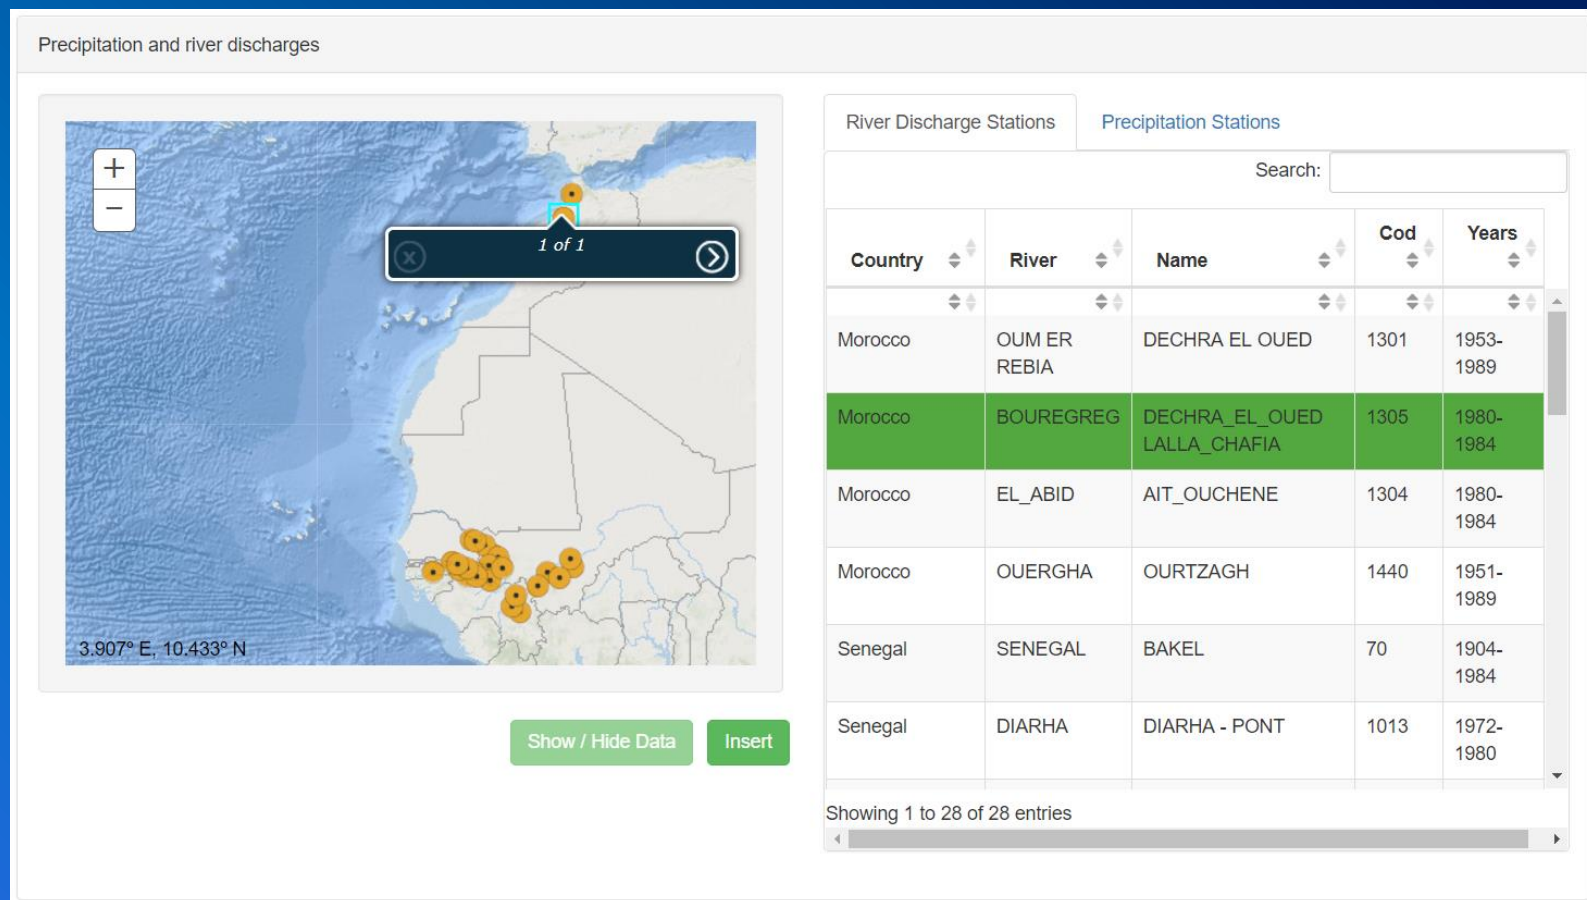 Precipitation and river discharges
+
−
1 of 1
x
3.907º E, 10.433º N
Show / Hide Data
Insert
River Discharge Stations
Precipitation Stations
Search:
Country River Name Cod Years
Morocco OUM ER DECHRA EL OUED 1301 1953-
REBIA 1989
Morocco BOUREGREG DECHRA_EL_OUED 1305 1980-
LALLA_CHAFIA 1984
Morocco EL_ABID AIT_OUCHENE 1304 1980-
1984
Morocco OUERGHA OURTZAGH 1440 1951-
1989
Senegal SENEGAL BAKEL 70 1904-
1984
Senegal DIARHA DIARHA - PONT 1013 1972-
1980
Showing 1 to 28 of 28 entries